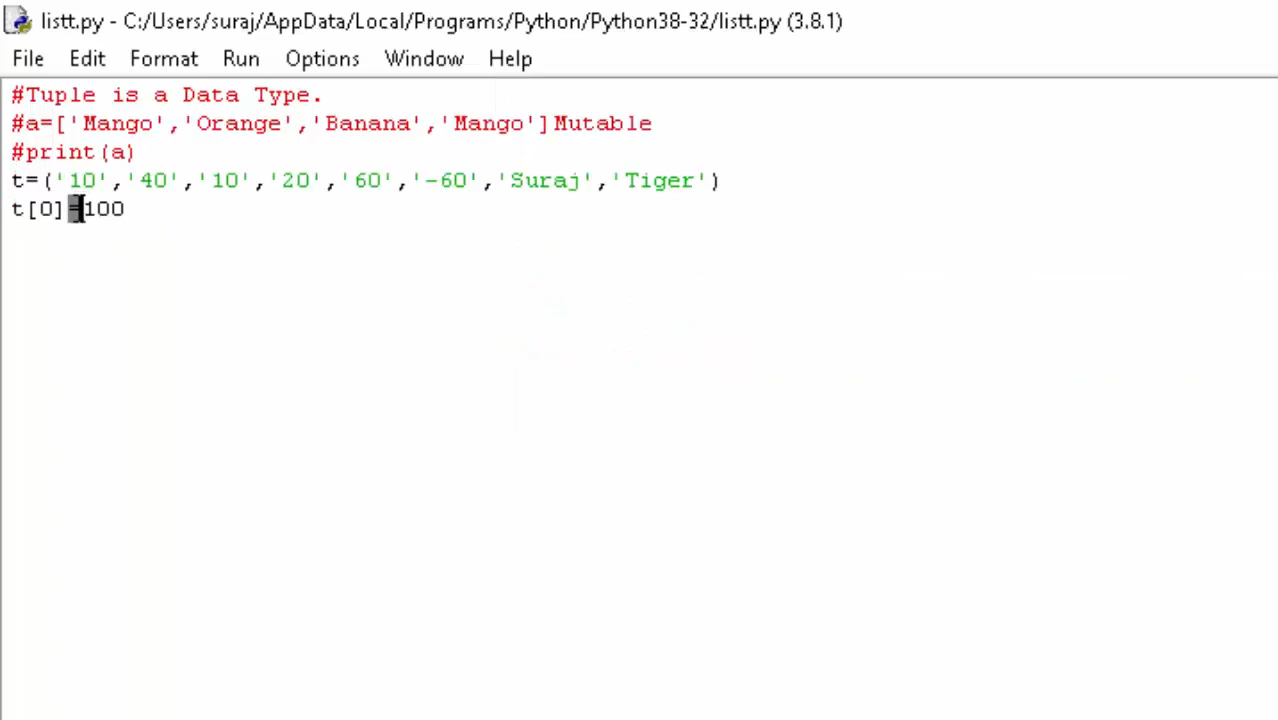 listt.py - C:/Users/suraj/AppData/Local/Programs/Python/Python38-32/listt.py (3.8.1)
File Edit Format Run Options Window Help
#Tuple is a Data Type.
#a=['Mango','Orange','Banana','Mango']Mutable
#print(a)
t=('10','40','10','20','60','-60','Suraj','Tiger')
t[0]=100